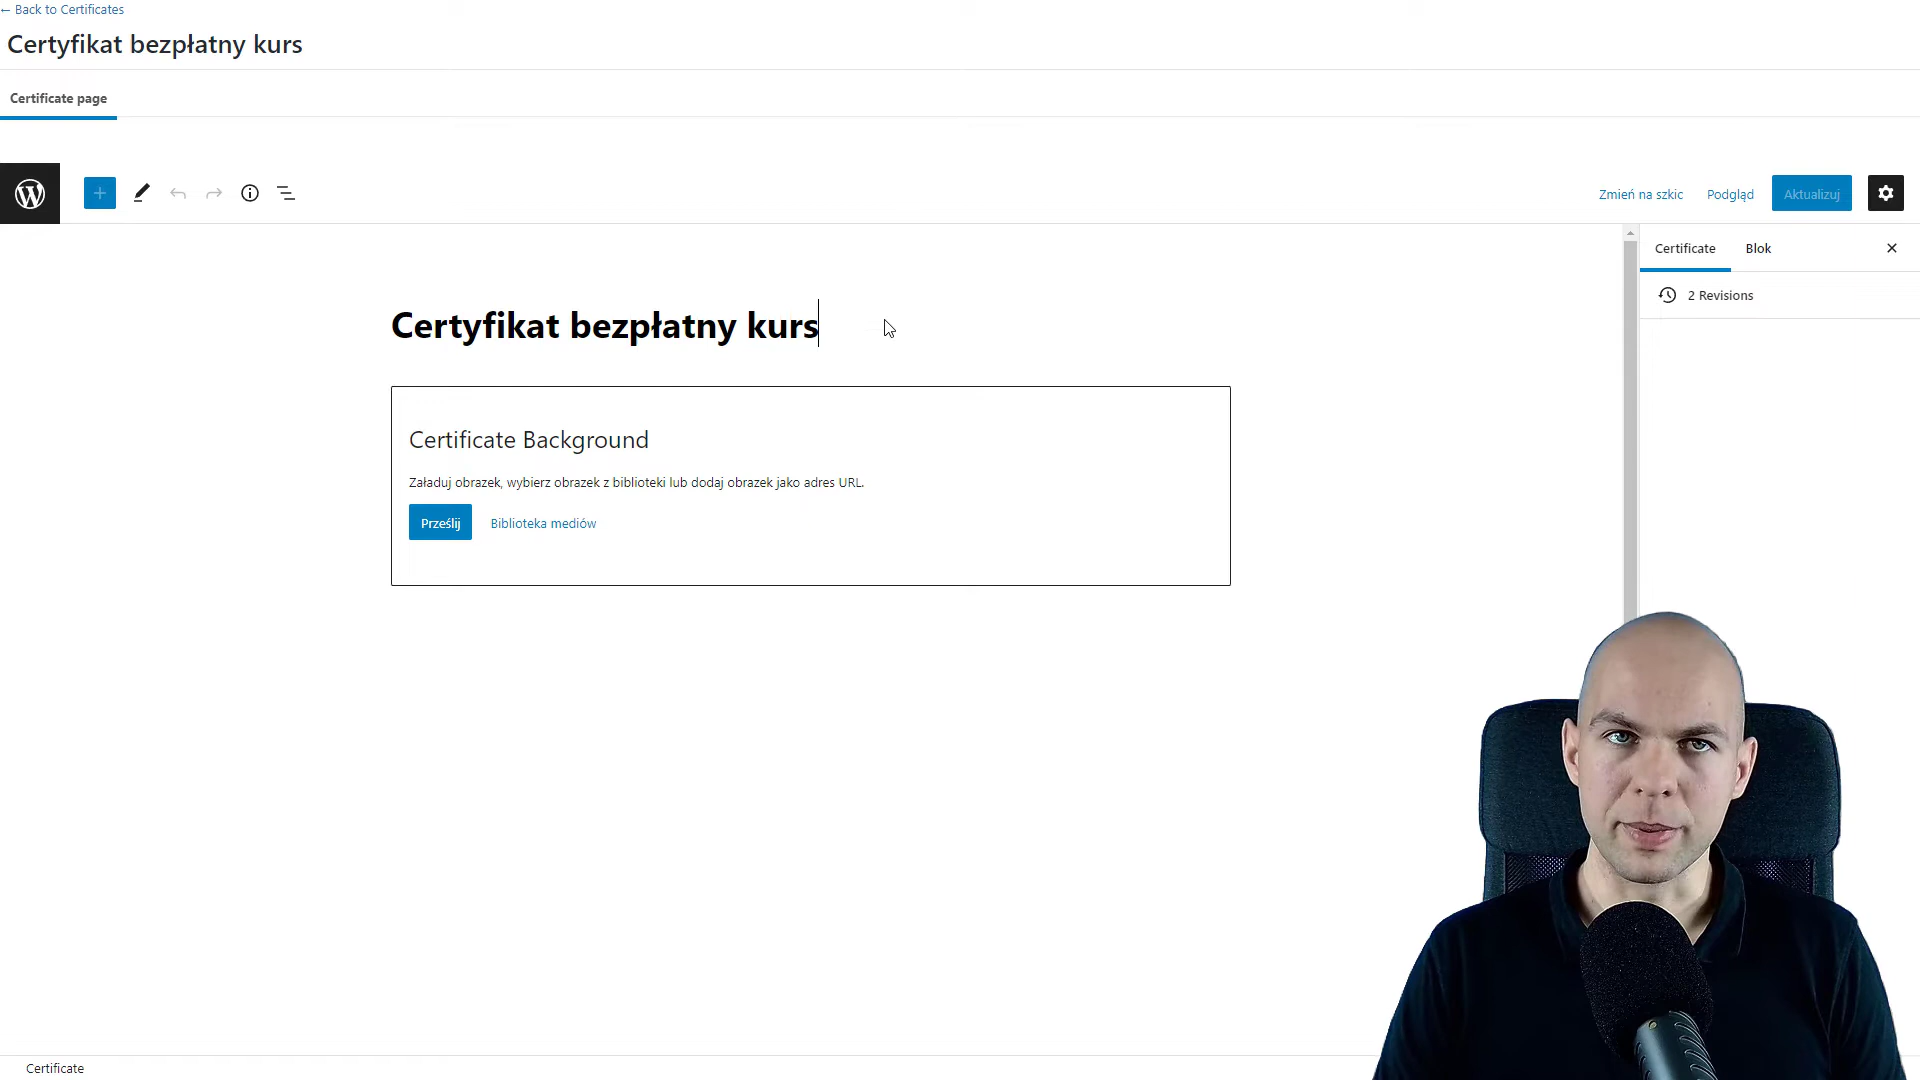 ← Back to Certificates
Certyfikat bezpłatny kurs
Certificate page
Zmień na szkic
Podgląd
Aktualizuj
Certificate
Blok
2 Revisions
Certyfikat bezpłatny kurs
Certificate Background
Załaduj obrazek, wybierz obrazek z biblioteki lub dodaj obrazek jako adres URL.
Prześlij
Biblioteka mediów
Certificate